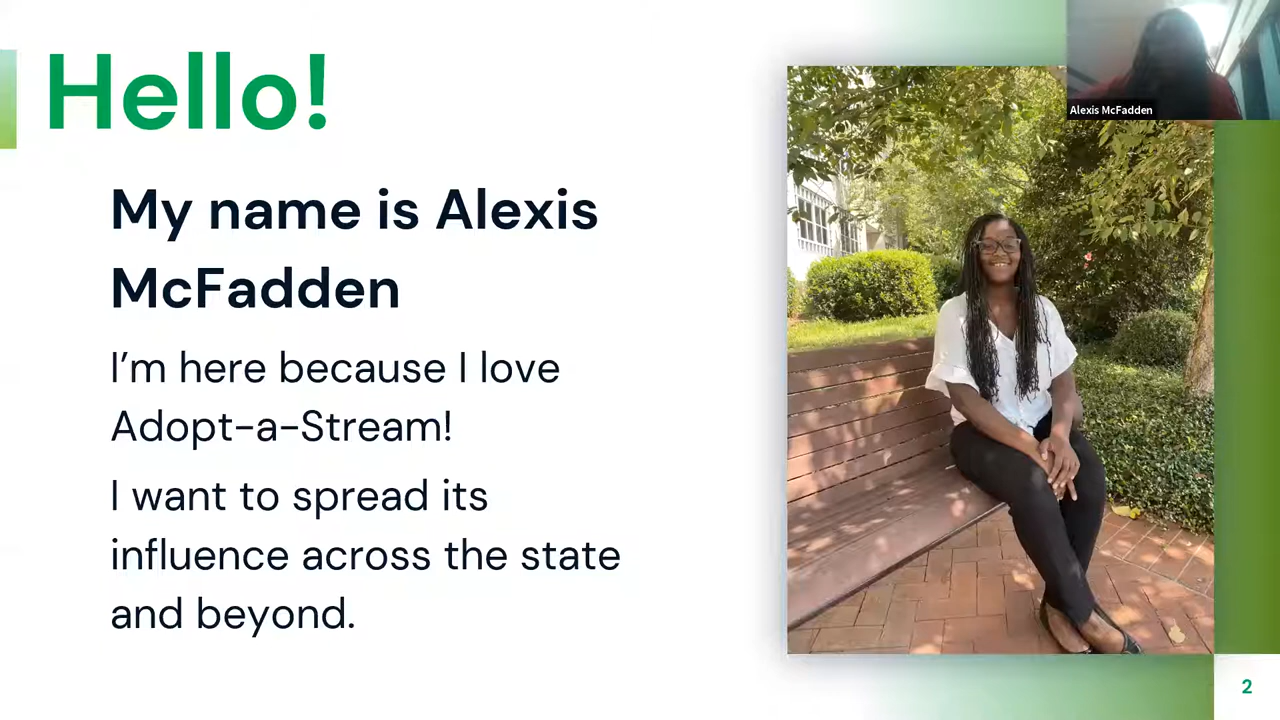 Hello!
My name is Alexis
McFadden
I’m here because I love
Adopt-a-Stream!
I want to spread its
influence across the state
and beyond.
Alexis McFadden
2